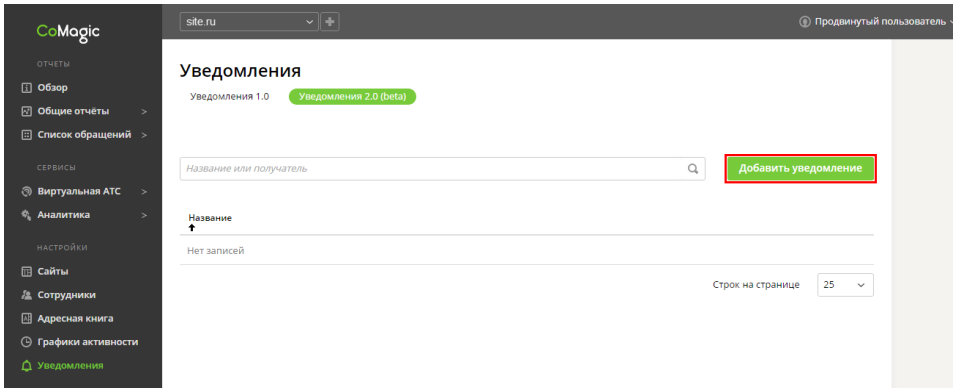 CoMagic
site.ru
Продвинутый пользователь
ОТЧЕТЫ
Обзор
Общие отчёты >
Список обращений >
СЕРВИСЫ
Виртуальная АТС >
Аналитика >
НАСТРОЙКИ
Сайты
Сотрудники
Адресная книга
Графики активности
Уведомления
Уведомления
Уведомления 1.0 Уведомления 2.0 (beta)
Название или получатель
Добавить уведомление
Название
Нет записей
Строк на странице 25